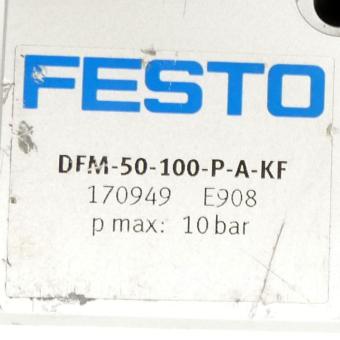 FESTO
DFM-50-100-P-A-KF
170949 E908
p max: 10 bar